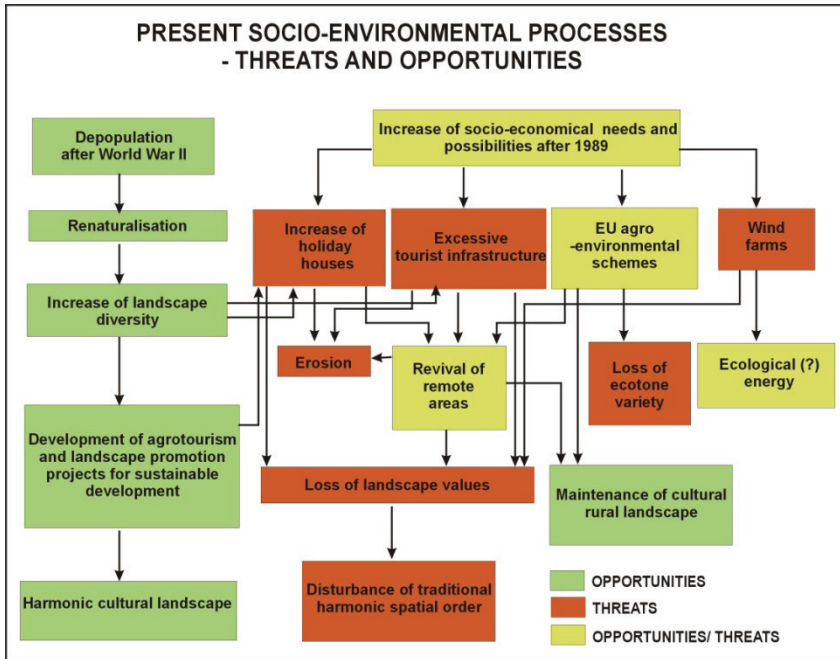 PRESENT SOCIO-ENVIRONMENTAL PROCESSES
- THREATS AND OPPORTUNITIES
Depopulation
after World War II
Increase of socio-economical needs and
possibilities after 1989
Renaturalisation
Increase of
holiday
houses
Excessive
tourist infrastructure
EU agro
-environmental
schemes
Wind
farms
Increase of landscape
diversity
Erosion
Revival of
remote
areas
Loss of
ecotone
variety
Ecological (?)
energy
Development of agrotourism
and landscape promotion
projects for sustainable
development
Loss of landscape values
Maintenance of cultural
rural landscape
Harmonic cultural landscape
Disturbance of traditional
harmonic spatial order
OPPORTUNITIES
THREATS
OPPORTUNITIES/ THREATS